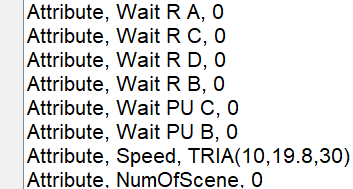 Attribute, Wait R A, 0
Attribute, Wait R C, 0
Attribute, Wait R D, 0
Attribute, Wait R B, 0
Attribute, Wait PU C, 0
Attribute, Wait PU B, 0
Attribute, Speed, TRIA(10,19.8,30)
Attribute, NumOfScene, 0